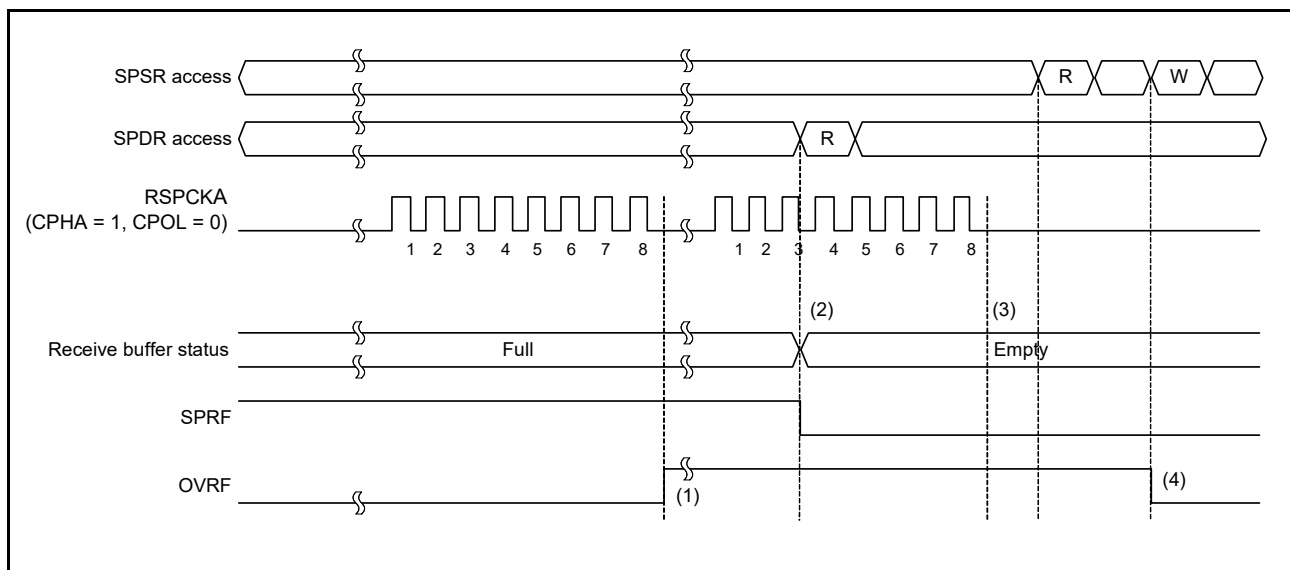 SPSR access
R
W
SPDR access
R
RSPCKA
(CPHA = 1, CPOL = 0)
1 2 3 4 5 6 7 8 1 2 3 4 5 6 7 8
(2) (3)
Receive buffer status
Full
Empty
SPRF
OVRF
(1)
(4)